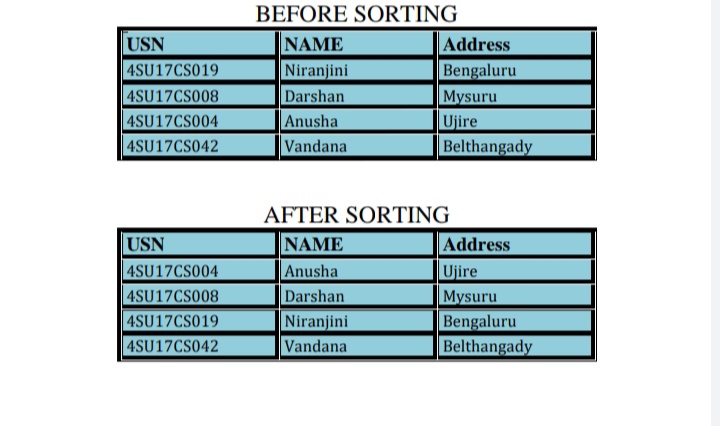 BEFORE SORTING
USN NAME Address
4SU17CS019 Niranjini Bengaluru
4SU17CS008 Darshan Mysuru
4SU17CS004 Anusha Ujire
4SU17CS042 Vandana Belthangady
AFTER SORTING
USN NAME Address
4SU17CS004 Anusha Ujire
4SU17CS008 Darshan Mysuru
4SU17CS019 Niranjini Bengaluru
4SU17CS042 Vandana Belthangady